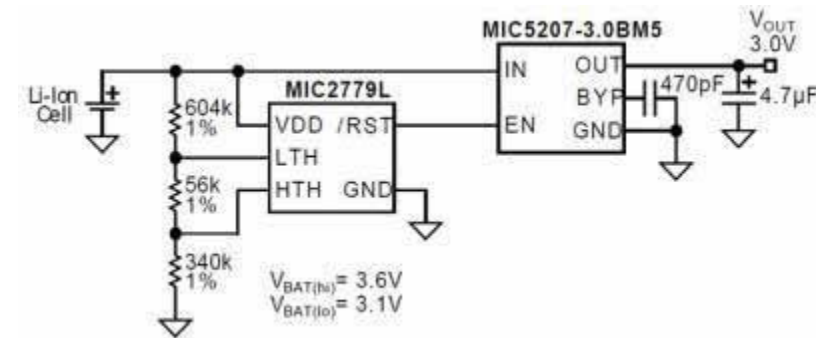 MIC5207-3.0BM5
VOUT
3.0V
IN
OUT
BYP
EN
GND
470pF
4.7µF
Li-Ion
Cell
MIC2779L
604k
1%
VDD
/RST
LTH
56k
1%
HTH
GND
340k
1%
VBAT(hi)= 3.6V
VBAT(lo)= 3.1V